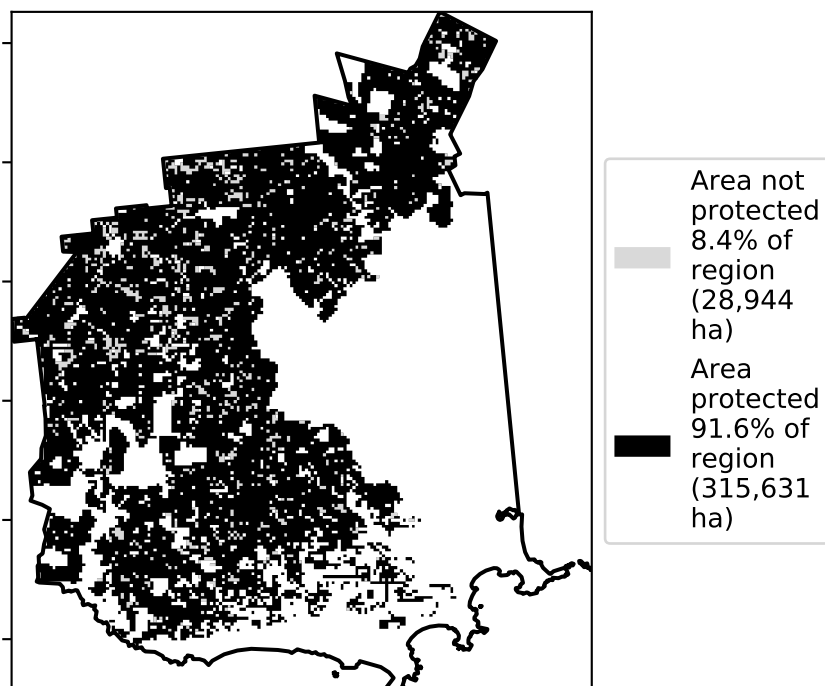 Area not
protected
8.4% of
region
(28,944
ha)
Area
protected
91.6% of
region
(315,631
ha)